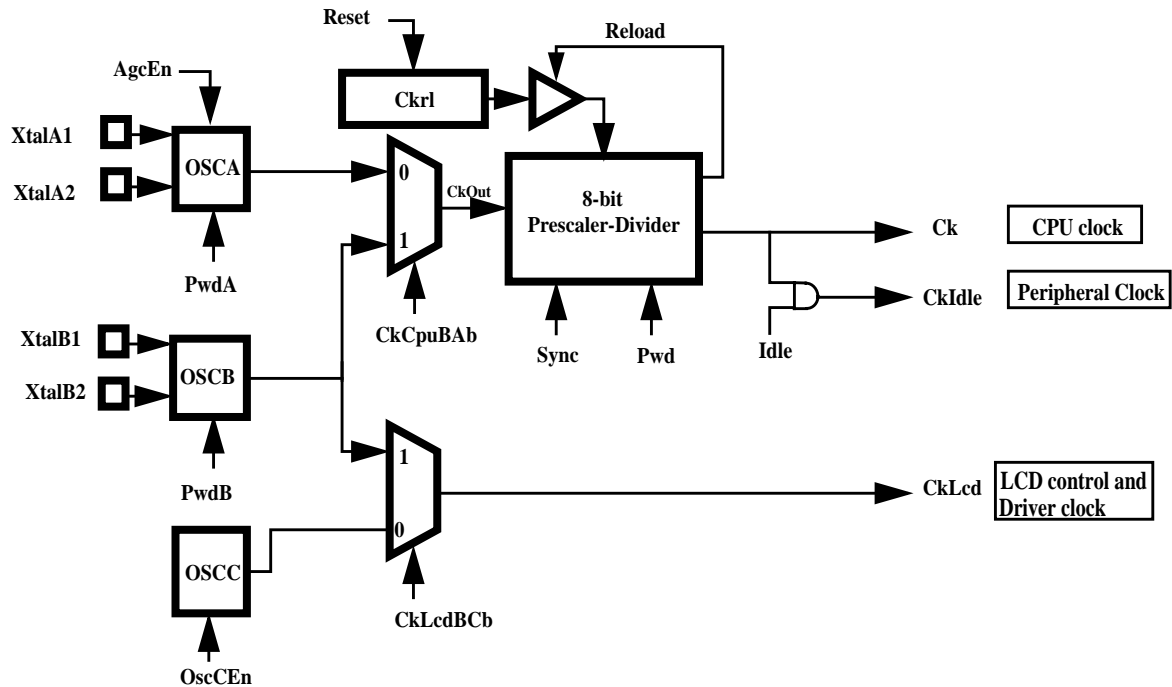 Reset
Reload
AgcEn
Ckrl
XtalA1
OSCA
XtalA2
0
CkOut
8-bit
Prescaler-Divider
1
Ck
CPU clock
PwdA
CkIdle
Peripheral Clock
CkCpuBAb
Sync
Pwd
Idle
XtalB1
OSCB
XtalB2
1
PwdB
CkLcd
LCD control and
Driver clock
0
OSCC
CkLcdBCb
OscCEn